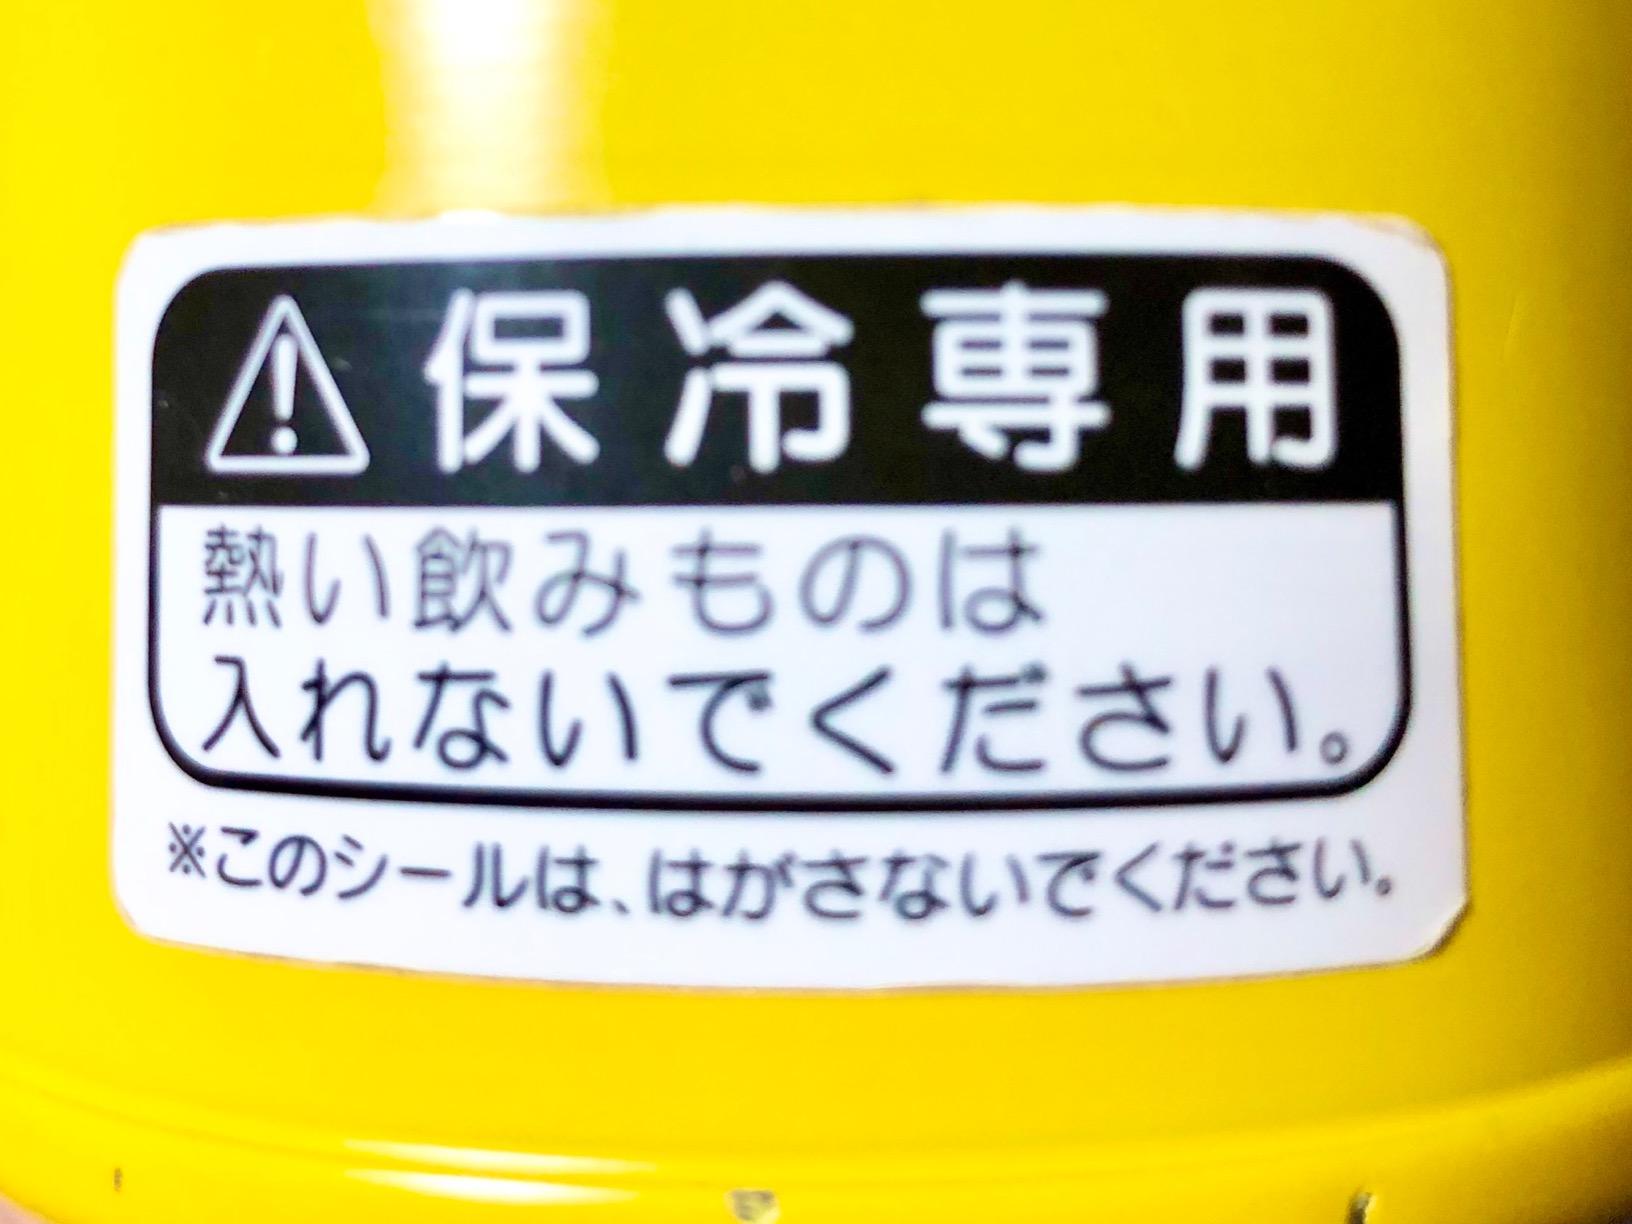 ⚠保冷専用
熱い飲みものは
入れないでください。
※このシールは、はがさないでください。